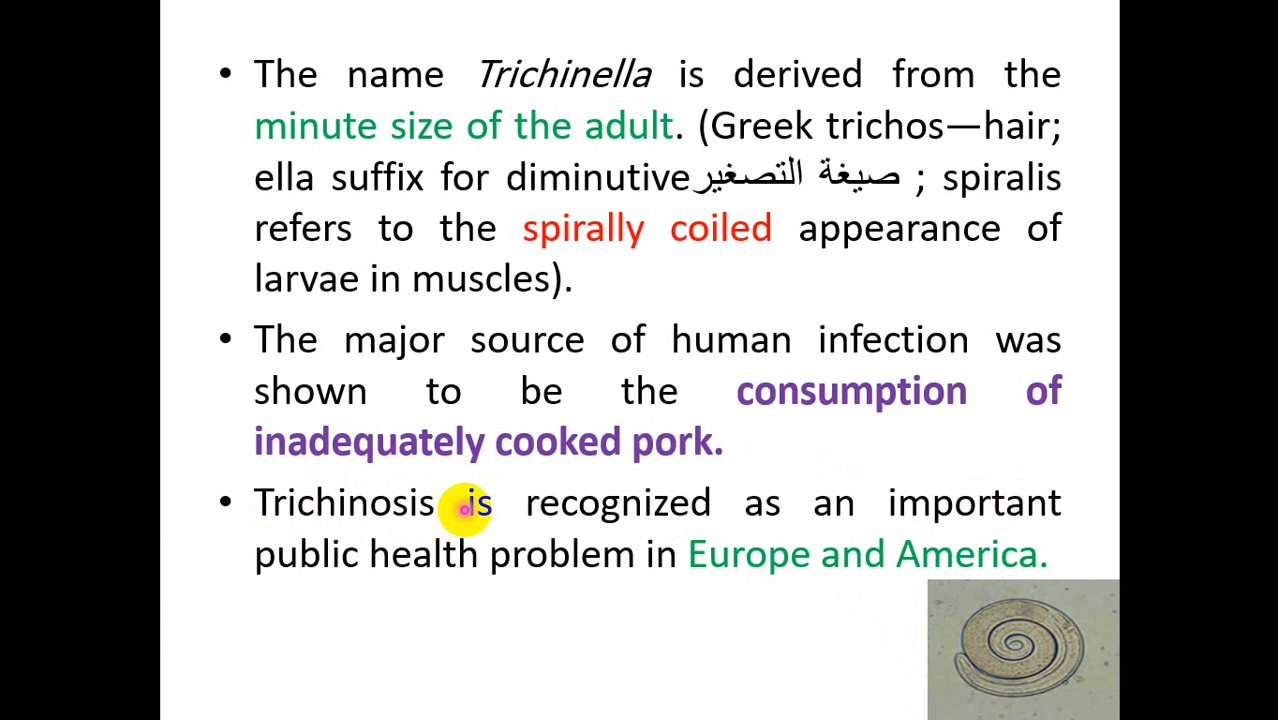 • The name Trichinella is derived from the
minute size of the adult. (Greek trichos—hair;
ella suffix for diminutive صيغة التصغير ; spiralis
refers to the spirally coiled appearance of
larvae in muscles).
• The major source of human infection was
shown to be the consumption of
inadequately cooked pork.
• Trichinosis is recognized as an important
public health problem in Europe and America.